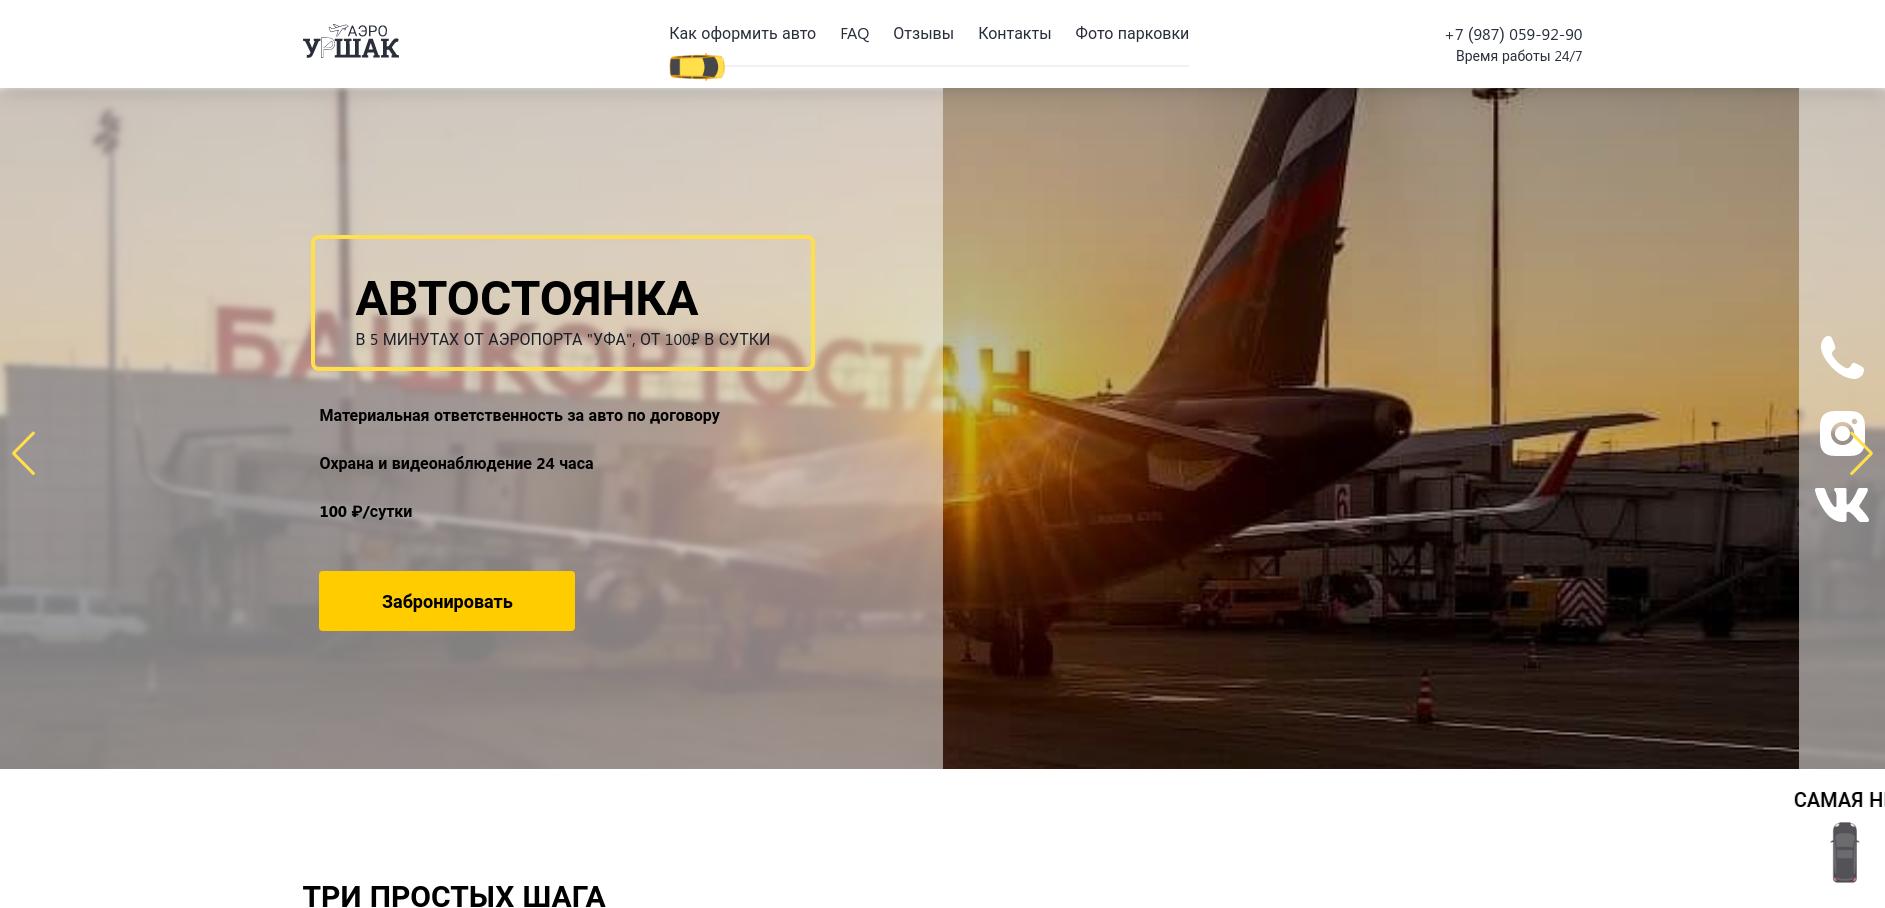 АЭРО
УРШАК
Как оформить авто FAQ Отзывы Контакты Фото парковки
+7 (987) 059-92-90
Время работы 24/7
БАШКОРТОСТАН
АВТОСТОЯНКА
В 5 МИНУТАХ ОТ АЭРОПОРТА "УФА", ОТ 100₽ В СУТКИ
Материальная ответственность за авто по договору
Охрана и видеонаблюдение 24 часа
100 ₽/сутки
Забронировать
6
САМАЯ
ТРИ ПРОСТЫХ ШАГА